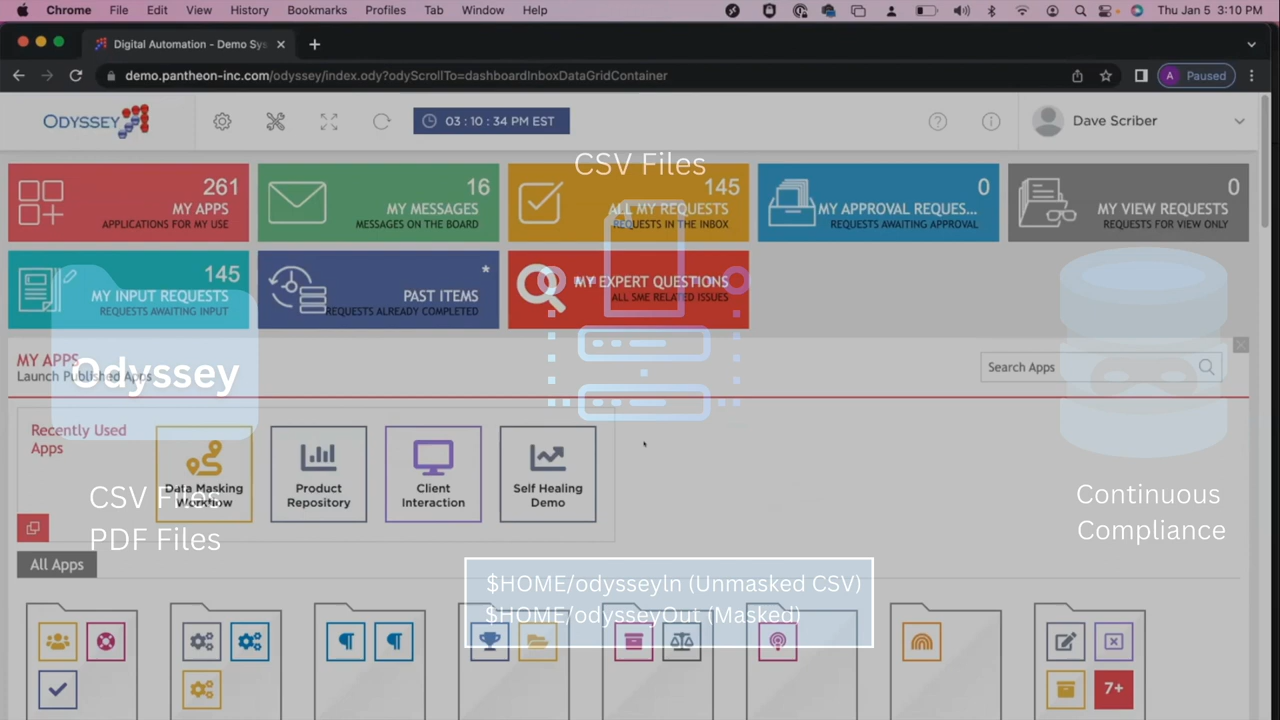 Chrome File Edit View History Bookmarks Profiles Tab Window Help Thu Jan 5 3:10 PM
Digital Automation - Demo Sys
demo.pantheon-inc.com/odyssey/index.ody?odyScrollTo=dashboardInboxDataGridContainer
A Paused
ODYSSEY
03 : 10 : 34 PM EST
Dave Scriber
CSV Files
261
MY APPS
APPLICATIONS FOR MY USE
16
MY MESSAGES
MESSAGES ON THE BOARD
145
ALL MY REQUESTS
REQUESTS IN THE INBOX
0
MY APPROVAL REQUES...
REQUESTS AWAITING APPROVAL
0
MY VIEW REQUESTS
REQUESTS FOR VIEW ONLY
145
MY INPUT REQUESTS
REQUESTS AWAITING INPUT
*
PAST ITEMS
REQUESTS ALREADY COMPLETED
MY EXPERT QUESTIONS
ALL SME RELATED ISSUES
MY APPS
Launch Published Apps
Odyssey
Search Apps
Recently Used
Apps
Data Masking
Workflow
Product
Repository
Client
Interaction
Self Healing
Demo
CSV Files
PDF Files
Continuous
Compliance
All Apps
$HOME/odysseyln (Unmasked CSV)
$HOME/odysseyOut (Masked)
7+